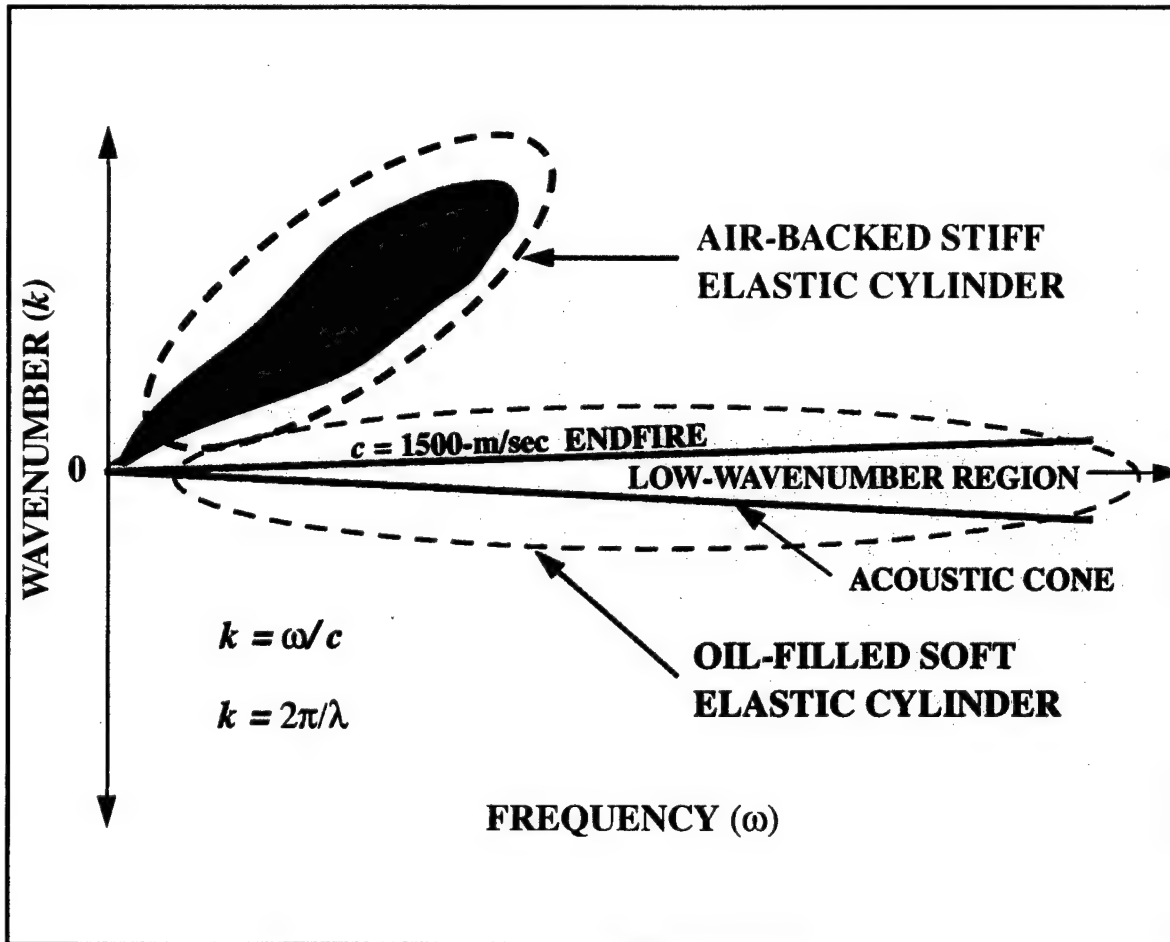 AIR-BACKED STIFF
ELASTIC CYLINDER
WAVENUMBER (k)
0
c = 1500-m/sec ENDFIRE
LOW-WAVENUMBER REGION
ACOUSTIC CONE
k = ω/c
OIL-FILLED SOFT
ELASTIC CYLINDER
k = 2π/λ
FREQUENCY (ω)